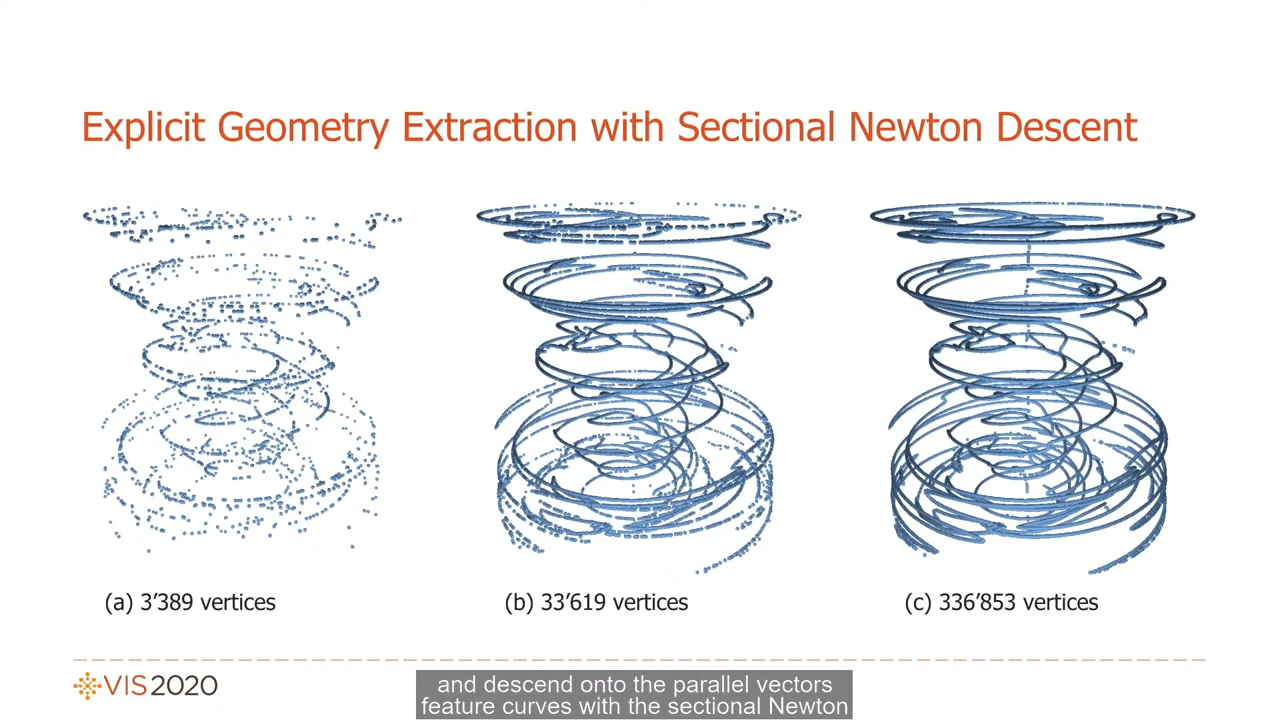 Explicit Geometry Extraction with Sectional Newton Descent
(a) 3’389 vertices
(b) 33’619 vertices
(c) 336’853 vertices
VIS2020
and descend onto the parallel vectors
feature curves with the sectional Newton